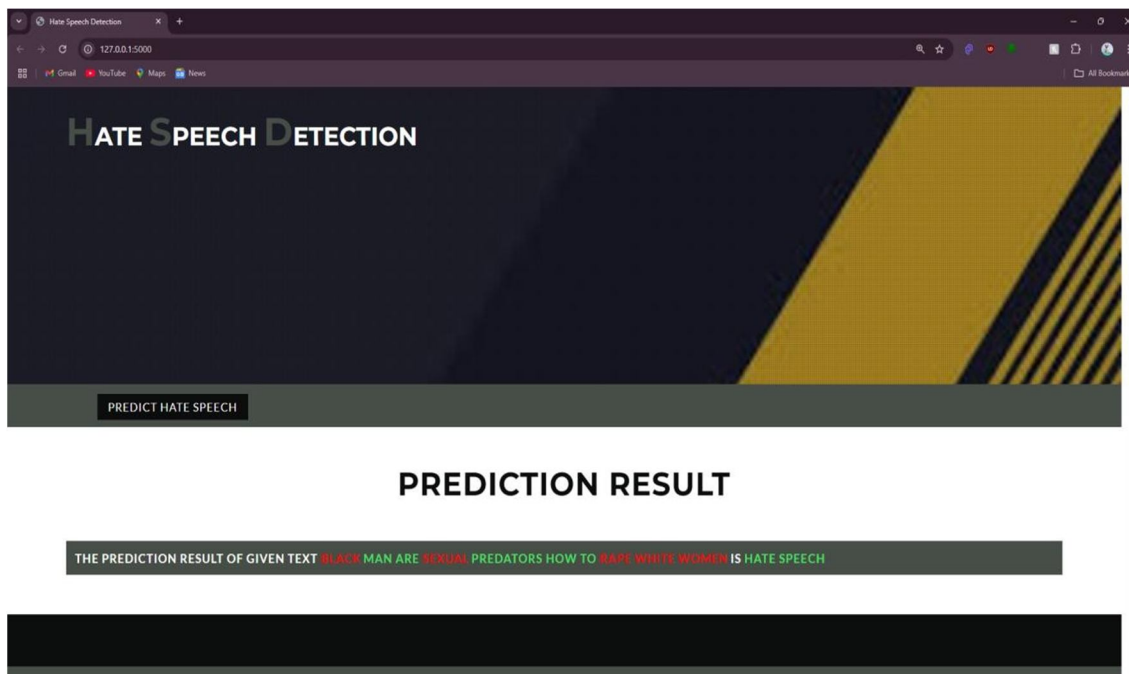 Hate Speech Detection
127.0.0.1:5000
Gmail YouTube Maps News All Bookmark
HATE SPEECH DETECTION
PREDICT HATE SPEECH
PREDICTION RESULT
THE PREDICTION RESULT OF GIVEN TEXT BLACK MAN ARE SEXUAL PREDATORS HOW TO RAPE WHITE WOMEN IS HATE SPEECH